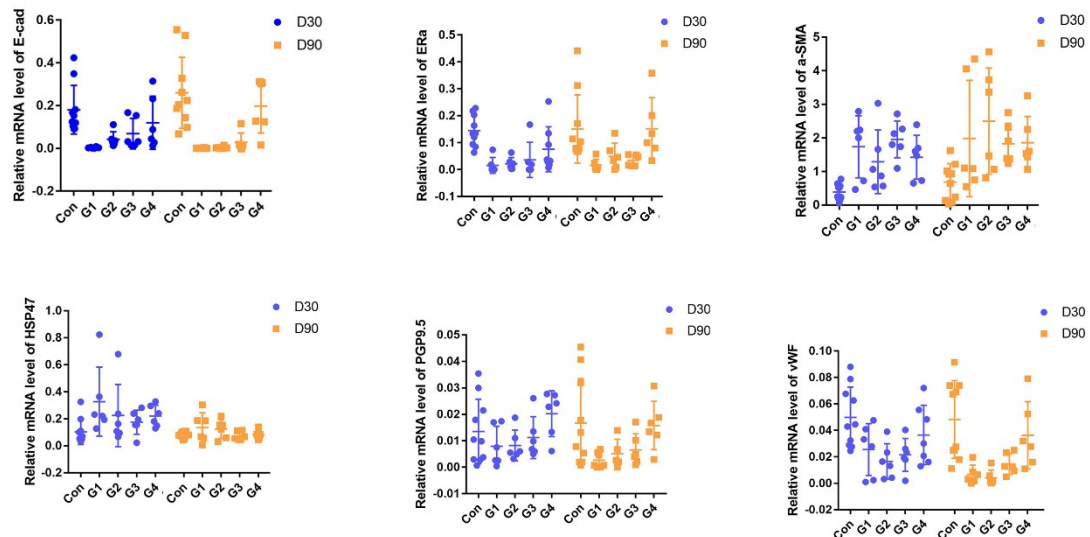 Relative mRNA level of E-cad
0.6
0.4
0.2
0.0
-0.2
Con G1 G2 G3 G4 Con G1 G2 G3 G4
D30
D90
Relative mRNA level of ERa
0.5
0.4
0.3
0.2
0.1
0.0
-0.1
Con G1 G2 G3 G4 Con G1 G2 G3 G4
D30
D90
Relative mRNA level of a-SMA
5
4
3
2
1
0
Con G1 G2 G3 G4 Con G1 G2 G3 G4
D30
D90
Relative mRNA level of HSP47
1.0
0.8
0.6
0.4
0.2
0.0
-0.2
Con G1 G2 G3 G4 Con G1 G2 G3 G4
D30
D90
Relative mRNA level of PGP9.5
0.05
0.04
0.03
0.02
0.01
0.00
-0.01
Con G1 G2 G3 G4 Con G1 G2 G3 G4
D30
D90
Relative mRNA level of vWF
0.10
0.08
0.06
0.04
0.02
0.00
-0.02
Con G1 G2 G3 G4 Con G1 G2 G3 G4
D30
D90